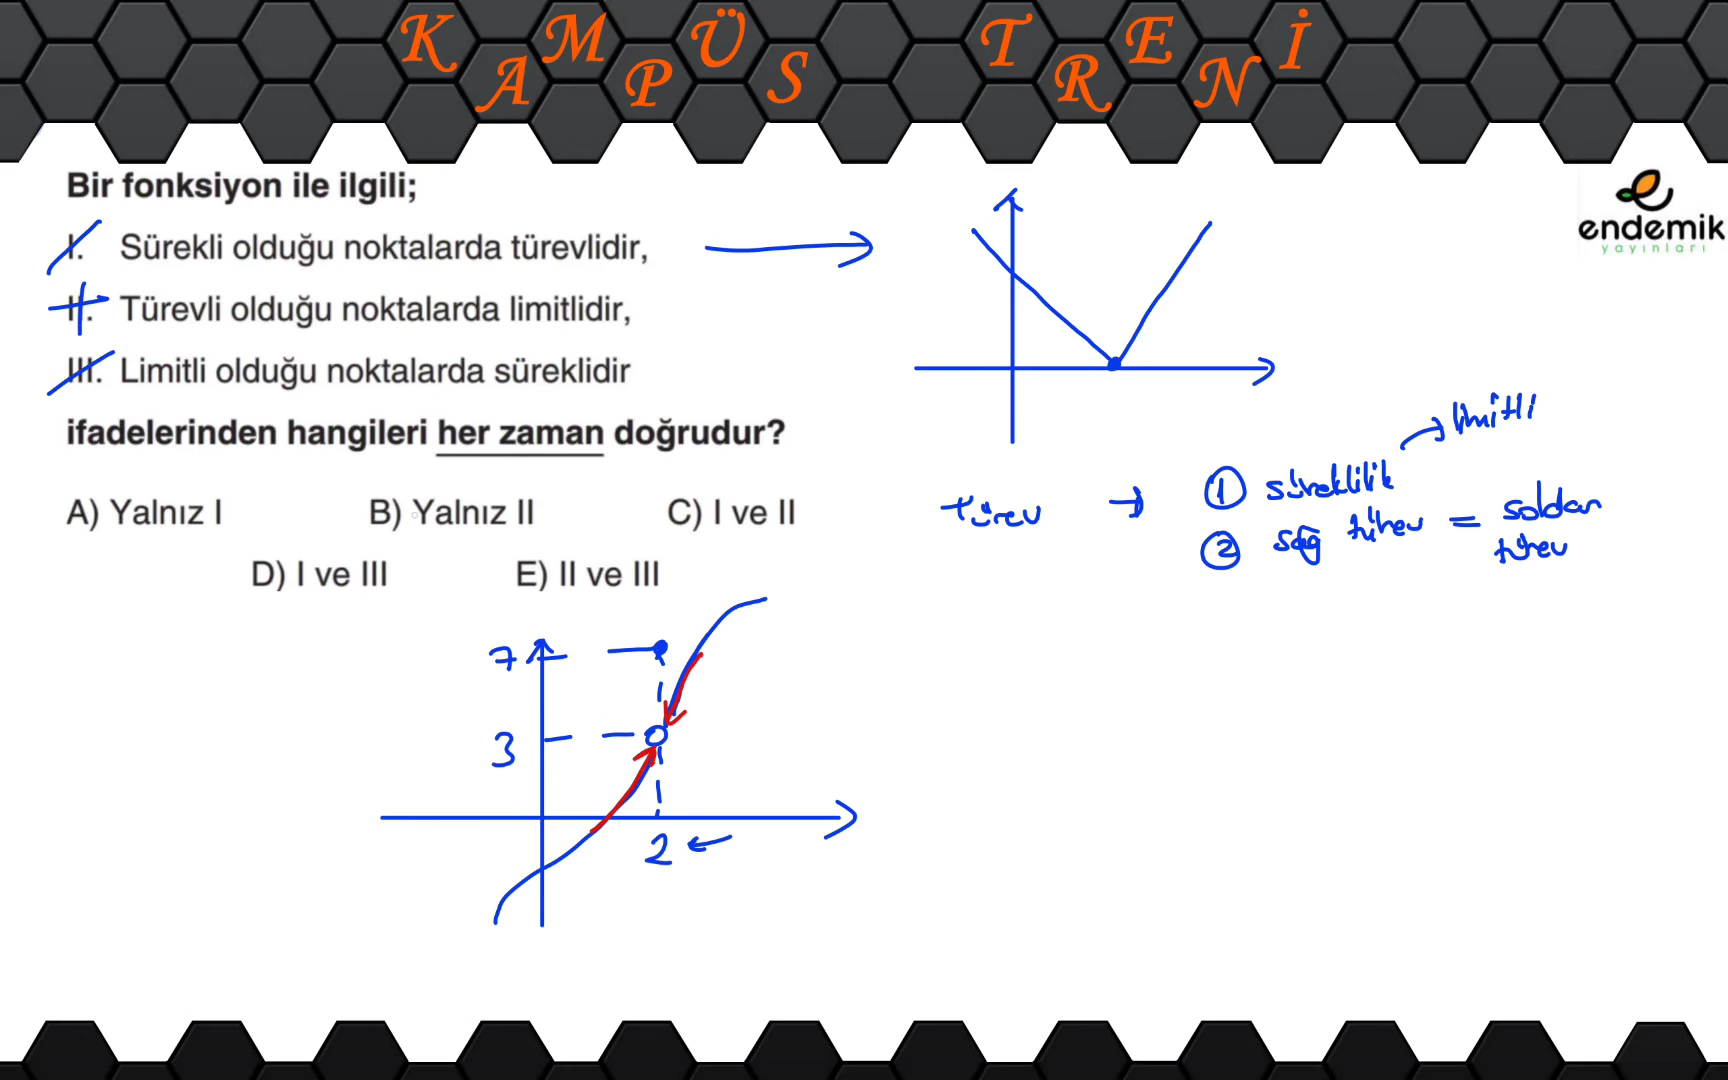 KAMPÜS TRENİ
Bir fonksiyon ile ilgili;
I. Sürekli olduğu noktalarda türevlidir,
II. Türevli olduğu noktalarda limitlidir,
III. Limitli olduğu noktalarda süreklidir
ifadelerinden hangileri her zaman doğrudur?
A) Yalnız I B) Yalnız II C) I ve II
D) I ve III E) II ve III
endemik
yayınları
limitli
türev → ① süreklilik
② sağ türev = soldan
türev
7
3
2